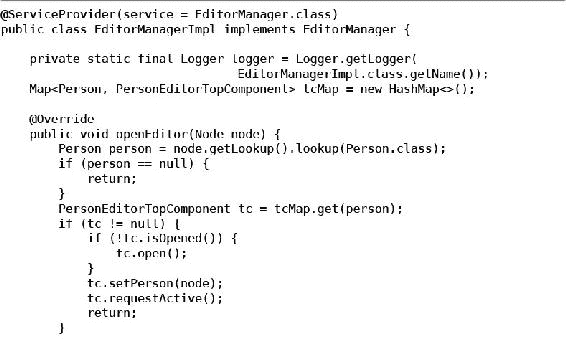 @ServiceProvider(service = EditorManager.class)
public class EditorManagerImpl implements EditorManager {
    private static final Logger logger = Logger.getLogger(
                                 EditorManagerImpl.class.getName());
    Map<Person, PersonEditorTopComponent> tcMap = new HashMap<>();
    @Override
    public void openEditor(Node node) {
        Person person = node.getLookup().lookup(Person.class);
        if (person == null) {
            return;
        }
        PersonEditorTopComponent tc = tcMap.get(person);
        if (tc != null) {
            if (!tc.isOpened()) {
                tc.open();
            }
            tc.setPerson(node);
            tc.requestActive();
            return;
        }